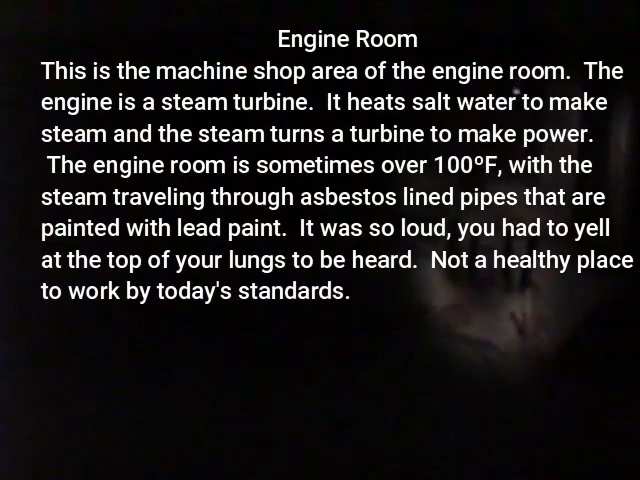 Engine Room
This is the machine shop area of the engine room.  The
engine is a steam turbine.  It heats salt water to make
steam and the steam turns a turbine to make power.
The engine room is sometimes over 100ºF, with the
steam traveling through asbestos lined pipes that are
painted with lead paint.  It was so loud, you had to yell
at the top of your lungs to be heard.  Not a healthy place
to work by today's standards.